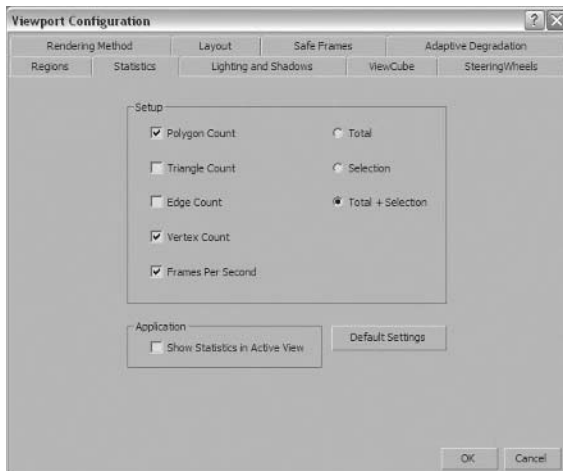 Viewport Configuration
Rendering Method Layout Safe Frames Adaptive Degradation
Regions Statistics Lighting and Shadows ViewCube SteeringWheels
Setup
Polygon Count Total
Triangle Count Selection
Edge Count Total + Selection
Vertex Count
Frames Per Second
Application
Show Statistics in Active View
Default Settings
OK Cancel